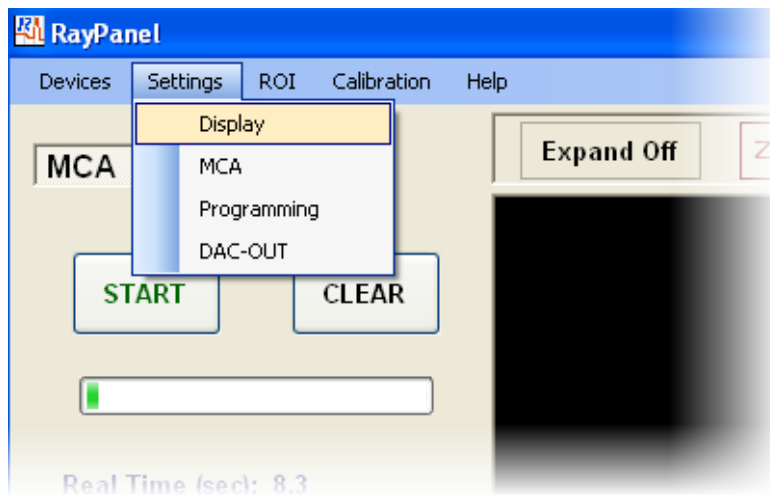 RayPanel
Devices Settings ROI Calibration Help
Display
MCA
Programming
DAC-OUT
MCA
Expand Off Z
START CLEAR
Real Time (sec): 8.3